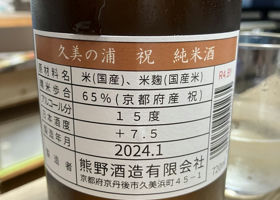 久美の浦 祝 純米酒
原材料名 米(国産)、米麹(国産米)
精米歩合 65%(京都府産 祝)
アルコール分 15度
日本酒度 +7.5
製造年月 2024.1
製造者 熊野酒造有限会社
京都府京丹後市久美浜町45-1